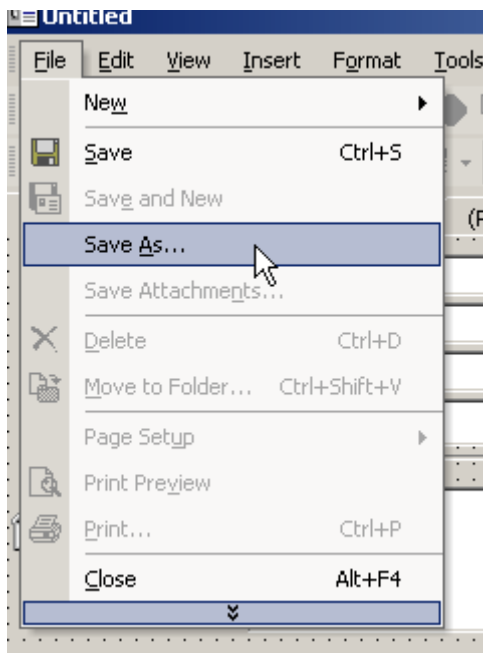 Untitled
File Edit View Insert Format Tools
New
Save Ctrl+S
Save and New
Save As...
Save Attachments...
Delete Ctrl+D
Move to Folder... Ctrl+Shift+V
Page Setup
Print Preview
Print... Ctrl+P
Close Alt+F4